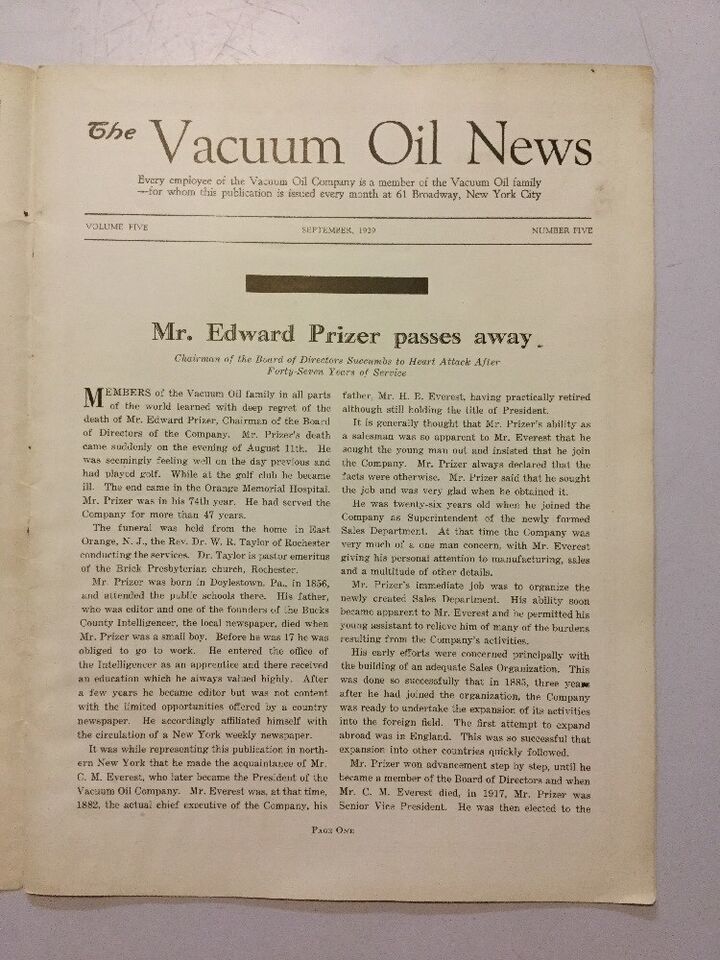 The Vacuum Oil News
Every employee of the Vacuum Oil Company is a member of the Vacuum Oil family
—for whom this publication is issued every month at 61 Broadway, New York City
VOLUME FIVE
SEPTEMBER, 1929
NUMBER FIVE
Mr. Edward Prizer passes away
Chairman of the Board of Directors Succumbs to Heart Attack After
Forty-Seven Years of Service
MEMBERS of the Vacuum Oil family in all parts
of the world learned with deep regret of the
death of Mr. Edward Prizer, Chairman of the Board
of Directors of the Company. Mr. Prizer's death
came suddenly on the evening of August 11th. He
was seemingly feeling well on the day previous and
had played golf. While at the golf club he became
ill. The end came in the Orange Memorial Hospital.
Mr. Prizer was in his 74th year. He had served the
Company for more than 47 years.
The funeral was held from the home in East
Orange, N. J., the Rev. Dr. W. R. Taylor of Rochester
conducting the services. Dr. Taylor is pastor emeritus
of the Brick Presbyterian church, Rochester.
Mr. Prizer was born in Doylestown, Pa., in 1856,
and attended the public schools there. His father,
who was editor and one of the founders of the Bucks
County Intelligencer, the local newspaper, died when
Mr. Prizer was a small boy. Before he was 17 he was
obliged to go to work. He entered the office of
the Intelligencer as an apprentice and there received
an education which he always valued highly. After
a few years he became editor but was not content
with the limited opportunities offered by a country
newspaper. He accordingly affiliated himself with
the circulation of a New York weekly newspaper.
It was while representing this publication in north-
ern New York that he made the acquaintance of Mr.
C. M. Everest, who later became the President of the
Vacuum Oil Company. Mr. Everest was, at that time,
1882, the actual chief executive of the Company, his
father, Mr. H. B. Everest, having practically retired
although still holding the title of President.
It is generally thought that Mr. Prizer's ability as
a salesman was so apparent to Mr. Everest that he
sought the young man out and insisted that he join
the Company. Mr. Prizer always declared that the
facts were otherwise. Mr. Prizer said that he sought
the job and was very glad when he obtained it.
He was twenty-six years old when he joined the
Company as Superintendent of the newly formed
Sales Department. At that time the Company was
very much of a one man concern, with Mr. Everest
giving his personal attention to manufacturing, sales
and a multitude of other details.
Mr. Prizer's immediate job was to organize the
newly created Sales Department. His ability soon
became apparent to Mr. Everest and he permitted his
young assistant to relieve him of many of the burdens
resulting from the Company's activities.
His early efforts were concerned principally with
the building of an adequate Sales Organization. This
was done so successfully that in 1885, three years
after he had joined the organization, the Company
was ready to undertake the expansion of its activities
into the foreign field. The first attempt to expand
abroad was in England. This was so successful that
expansion into other countries quickly followed.
Mr. Prizer won advancement step by step, until he
became a member of the Board of Directors and when
Mr. C. M. Everest died, in 1917, Mr. Prizer was
Senior Vice President. He was then elected to the
PAGE ONE